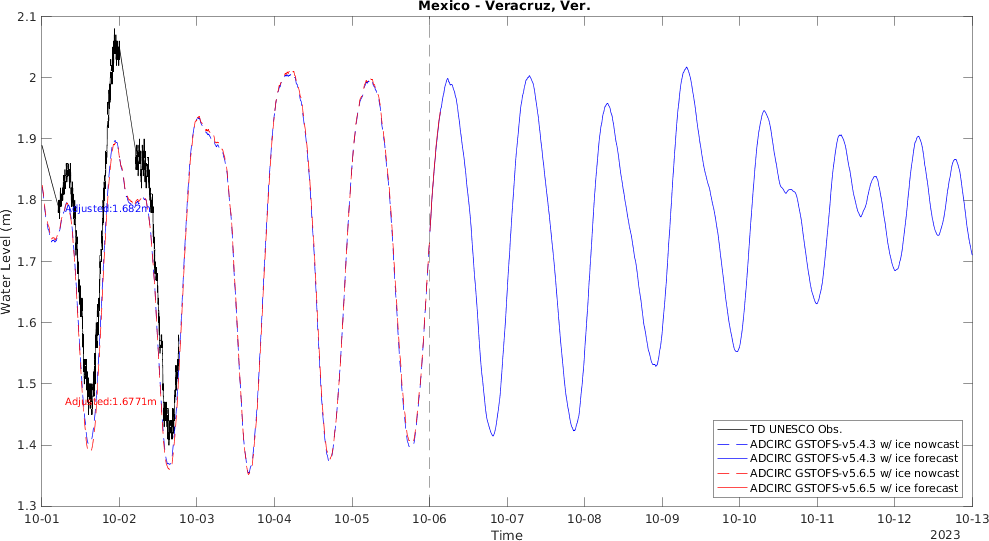 Mexico - Veracruz, Ver.
2.1
2
1.9
1.8
1.7
1.6
1.5
1.4
1.3
Water Level (m)
Adjusted:1.682m
Adjusted:1.6771m
TD UNESCO Obs.
ADCIRC GSTOFS-v5.4.3 w/ ice nowcast
ADCIRC GSTOFS-v5.4.3 w/ ice forecast
ADCIRC GSTOFS-v5.6.5 w/ ice nowcast
ADCIRC GSTOFS-v5.6.5 w/ ice forecast
10-01 10-02 10-03 10-04 10-05 10-06 10-07 10-08 10-09 10-10 10-11 10-12 10-13
Time
2023